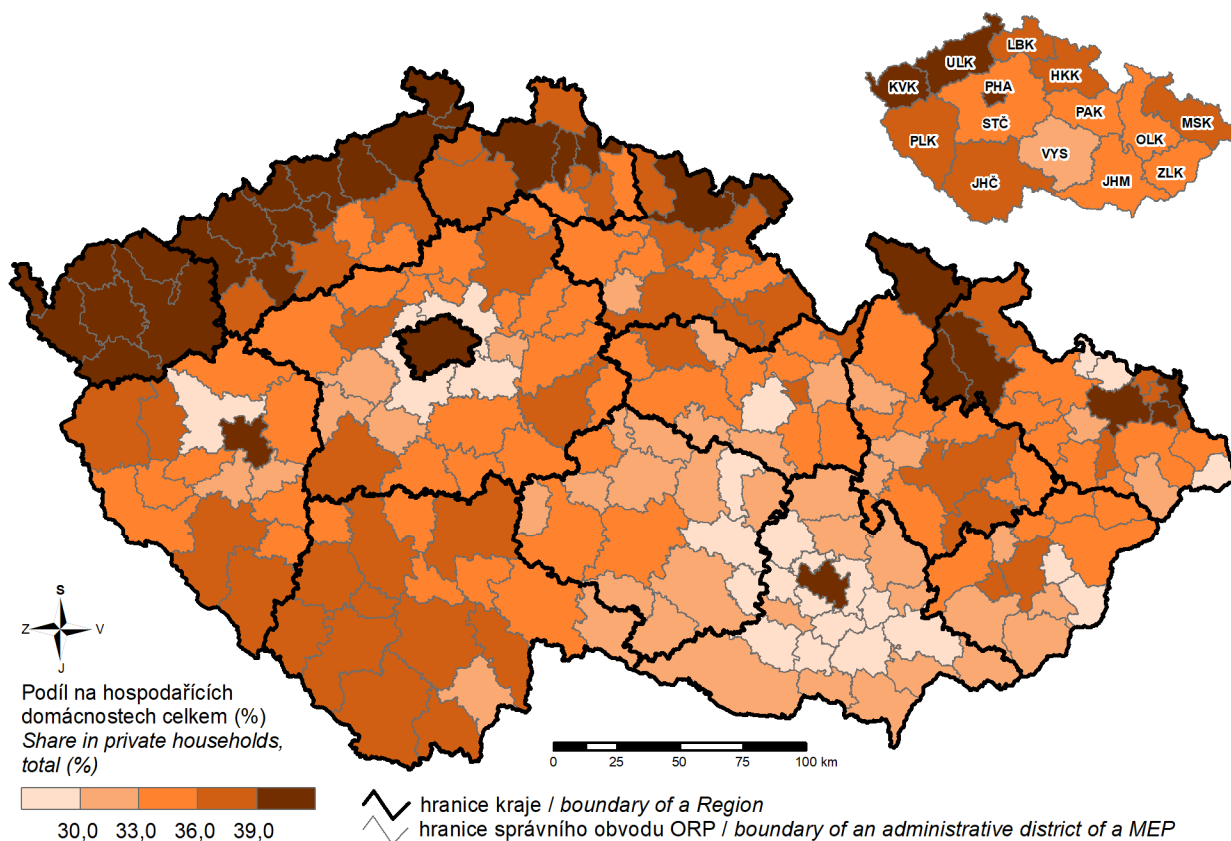 LBK
ULK
HKK
KVK
PHA
PAK
MSK
STČ
OLK
PLK
VYS
ZLK
JHČ
JHM
S
Z V
J
Podíl na hospodařících
domácnostech celkem (%)
Share in private households,
total (%)
30,0 33,0 36,0 39,0
0 25 50 75 100 km
hranice kraje / boundary of a Region
hranice správního obvodu ORP / boundary of an administrative district of a MEP